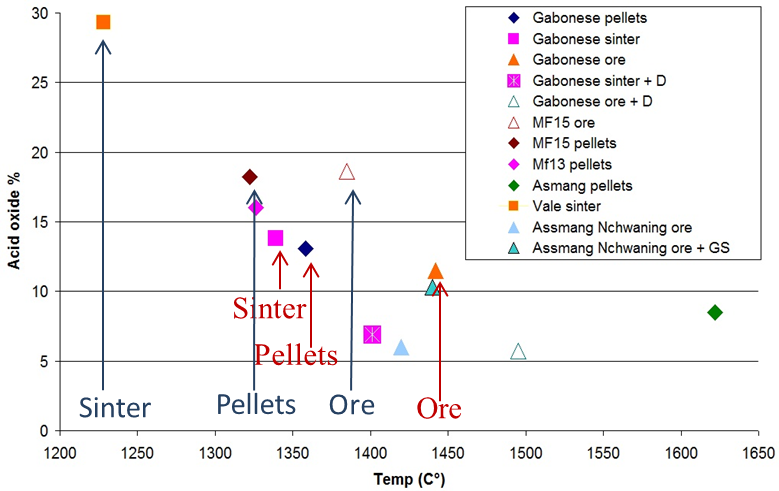 30
25
20
15
10
5
0
Acid oxide %
1200
1250
1300
1350
1400
1450
1500
1550
1600
1650
Temp (C°)
Gabonese pellets
Gabonese sinter
Gabonese ore
Gabonese sinter + D
Gabonese ore + D
MF15 ore
MF15 pellets
Mf13 pellets
Asmang pellets
Vale sinter
Assmang Nchwaning ore
Assmang Nchwaning ore + GS
Sinter
Pellets
Sinter
Pellets
Ore
Ore